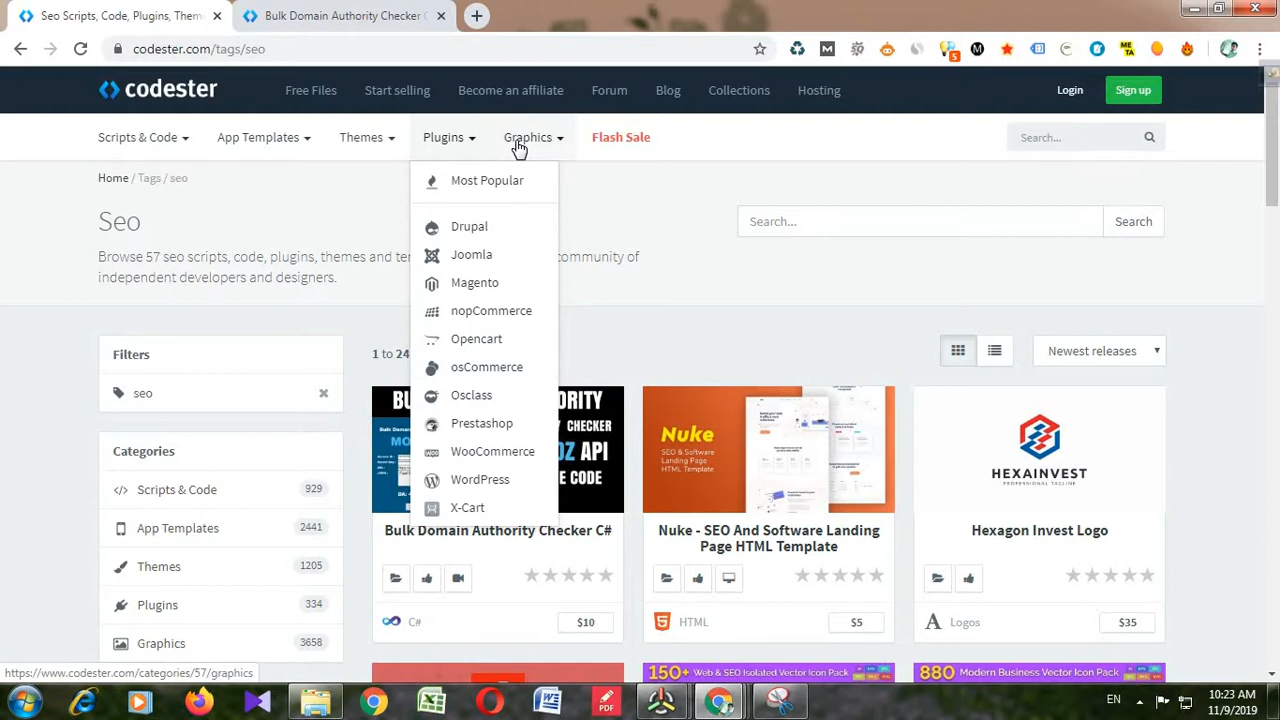 Seo Scripts, Code, Plugins, Theme
Bulk Domain Authority Checker C
codester.com/tags/seo
5
META
codester
Free Files
Start selling
Become an affiliate
Forum
Blog
Collections
Hosting
Login
Sign up
Scripts & Code
App Templates
Themes
Plugins
Graphics
Flash Sale
Search...
Home / Tags / seo
Most Popular
Drupal
Joomla
Magento
nopCommerce
Opencart
osCommerce
Osclass
Prestashop
WooCommerce
WordPress
X-Cart
Seo
Browse 57 seo scripts, code, plugins, themes and
community of
independent developers and designers.
Search...
Search
Filters
seo
1 to 24
Newest releases
Categories
Scripts & Code
App Templates 2441
Themes 1205
Plugins 334
Graphics 3658
Nuke
SEO & Software
Landing Page
HTML Template
HEXAINVEST
PROFESSIONAL TAGLINE
Bulk Domain Authority Checker C#
C#
$10
Nuke - SEO And Software Landing
Page HTML Template
HTML
$5
Hexagon Invest Logo
Logos
$35
150+ Web & SEO Isolated Vector Icon Pack
880 Modern Business Vector Icon Pack
https://www.codester.com/categories/57/graphics
PDF
EN
10:23 AM
11/9/2019